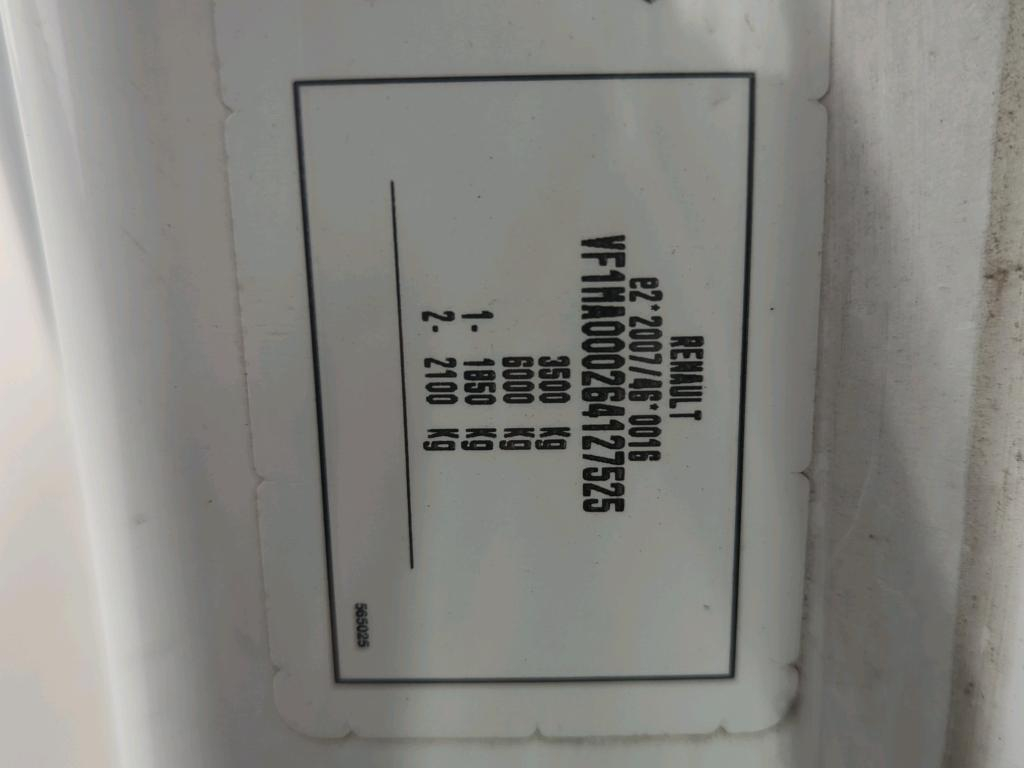 RENAULT
e2*2007/46*0016
VF1MA000264127525
3500 Kg
6000 Kg
1- 1850 Kg
2- 2100 Kg
565025